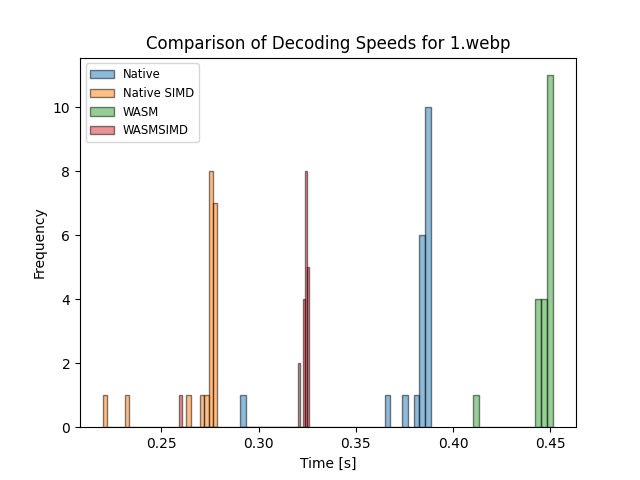 Comparison of Decoding Speeds for 1.webp
Native
Native SIMD
WASM
WASMSIMD
Frequency
10
8
6
4
2
0
0.25 0.30 0.35 0.40 0.45
Time [s]